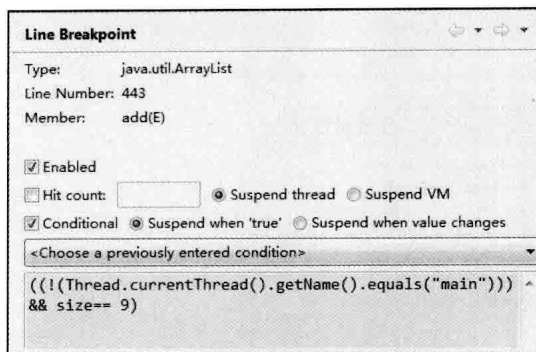 Line Breakpoint
Type: java.util.ArrayList
Line Number: 443
Member: add(E)
Enabled
Hit count: Suspend thread Suspend VM
Conditional Suspend when 'true' Suspend when value changes
<Choose a previously entered condition>
((!(Thread.currentThread().getName().equals("main")))
&& size== 9)